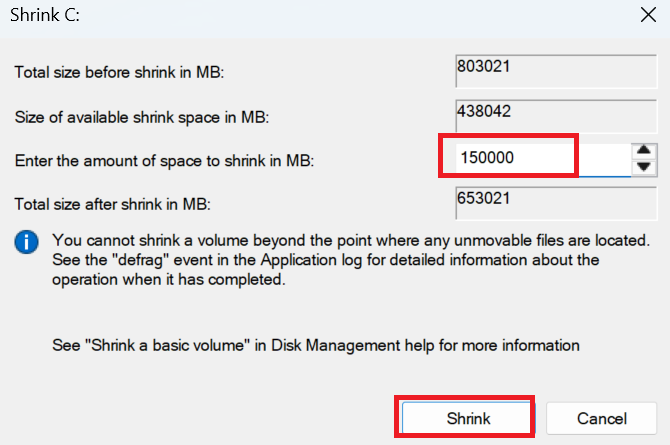 Shrink C:
Total size before shrink in MB: 803021
Size of available shrink space in MB: 438042
Enter the amount of space to shrink in MB: 150000
Total size after shrink in MB: 653021
You cannot shrink a volume beyond the point where any unmovable files are located.
See the "defrag" event in the Application log for detailed information about the
operation when it has completed.
See "Shrink a basic volume" in Disk Management help for more information
Shrink Cancel